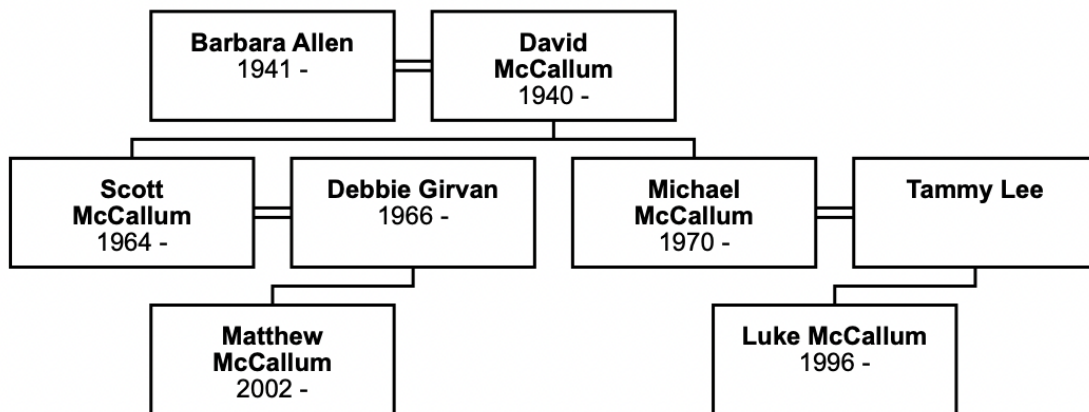 Barbara Allen
1941 -
David
McCallum
1940 -
Scott
McCallum
1964 -
Debbie Girvan
1966 -
Michael
McCallum
1970 -
Tammy Lee
Matthew
McCallum
2002 -
Luke McCallum
1996 -